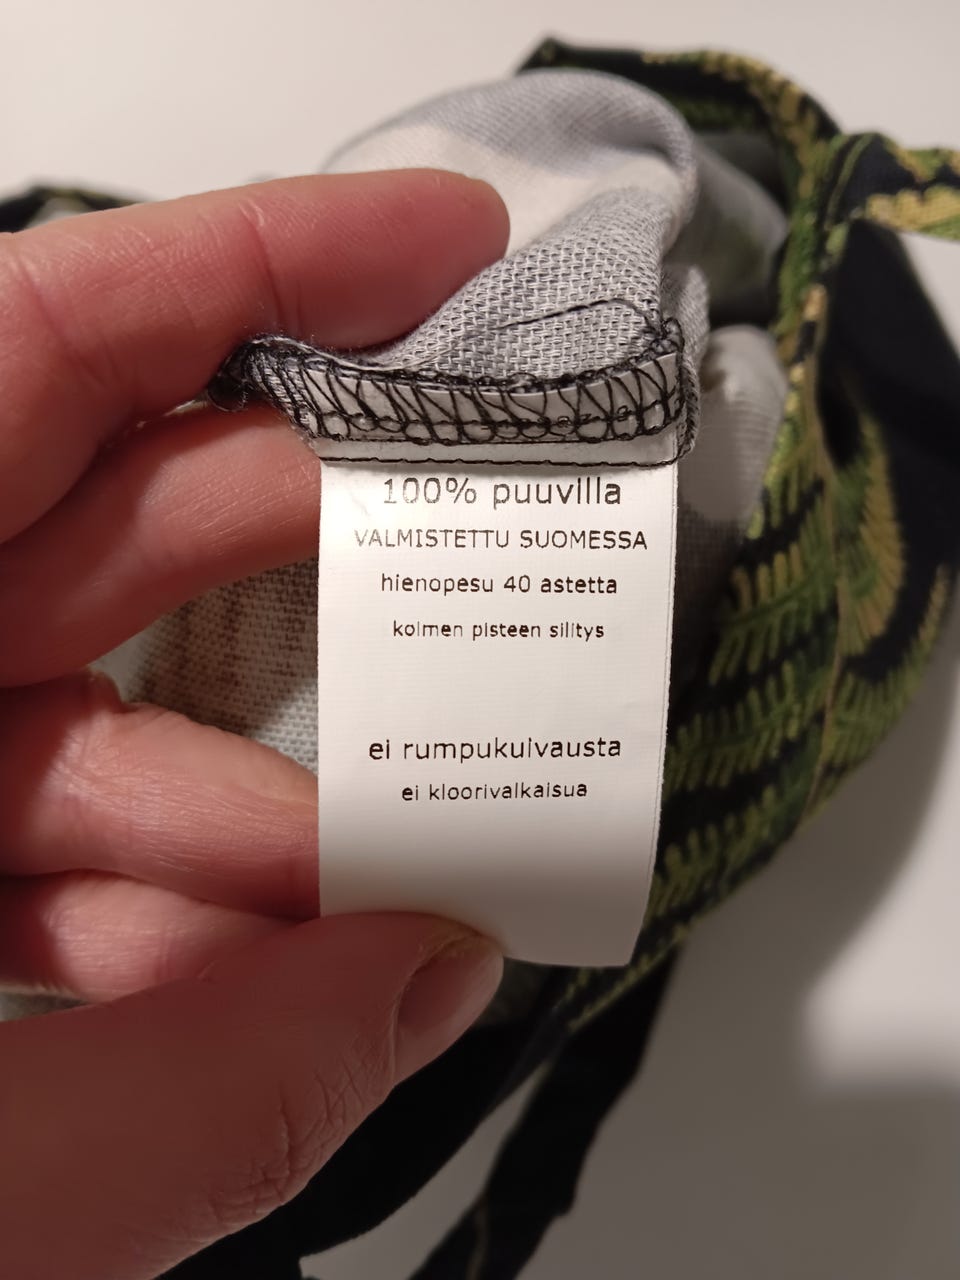 100% puuvilla
VALMISTETTU SUOMESSA
hienopesu 40 astetta
kolmen pisteen silitys
ei rumpukuivausta
ei kloorivalkaisua